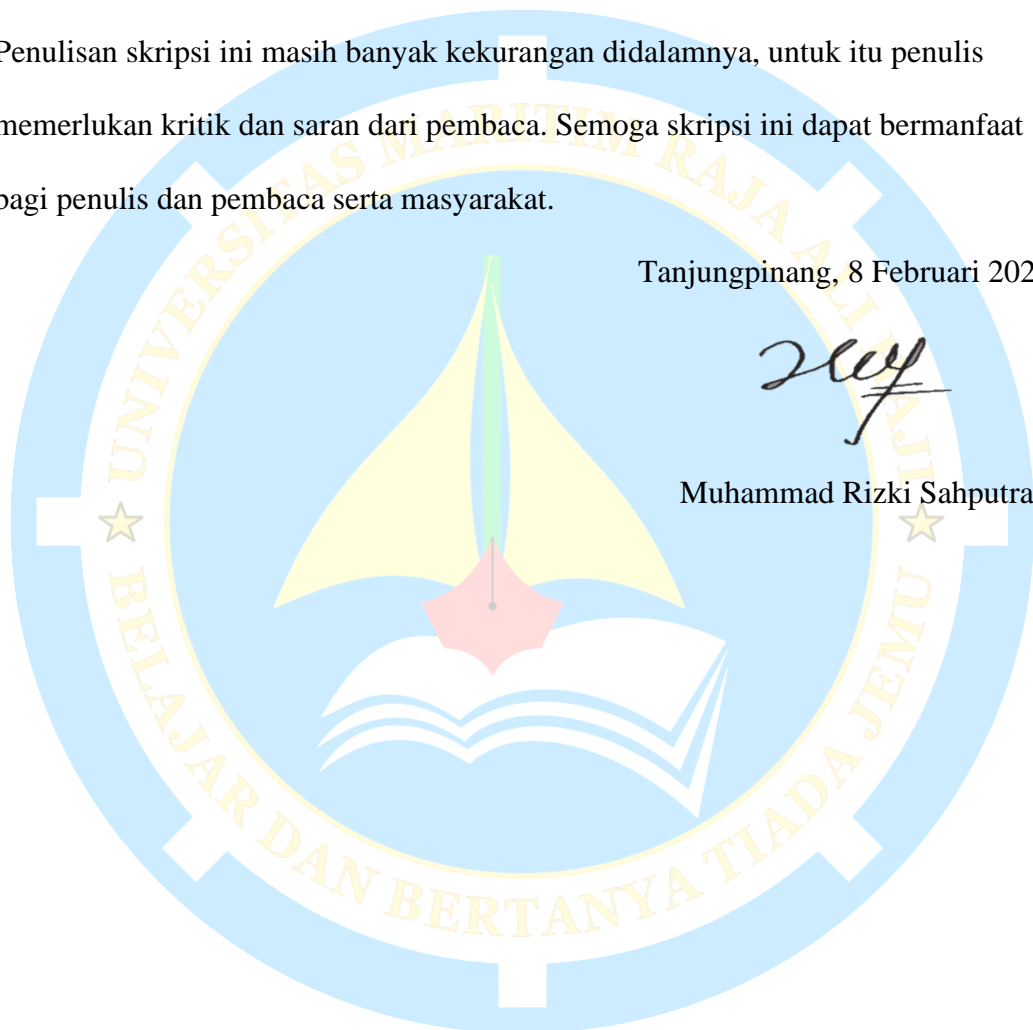 Penulisan skripsi ini masih banyak kekurangan didalamnya, untuk itu penulis
memerlukan kritik dan saran dari pembaca. Semoga skripsi ini dapat bermanfaat
bagi penulis dan pembaca serta masyarakat.
Tanjungpinang, 8 Februari 202
Muhammad Rizki Sahputra
UNIVERSITAS MARITIM RAJA ALI HAJI
BELAJAR DAN BERTANYA TIADA JEMU